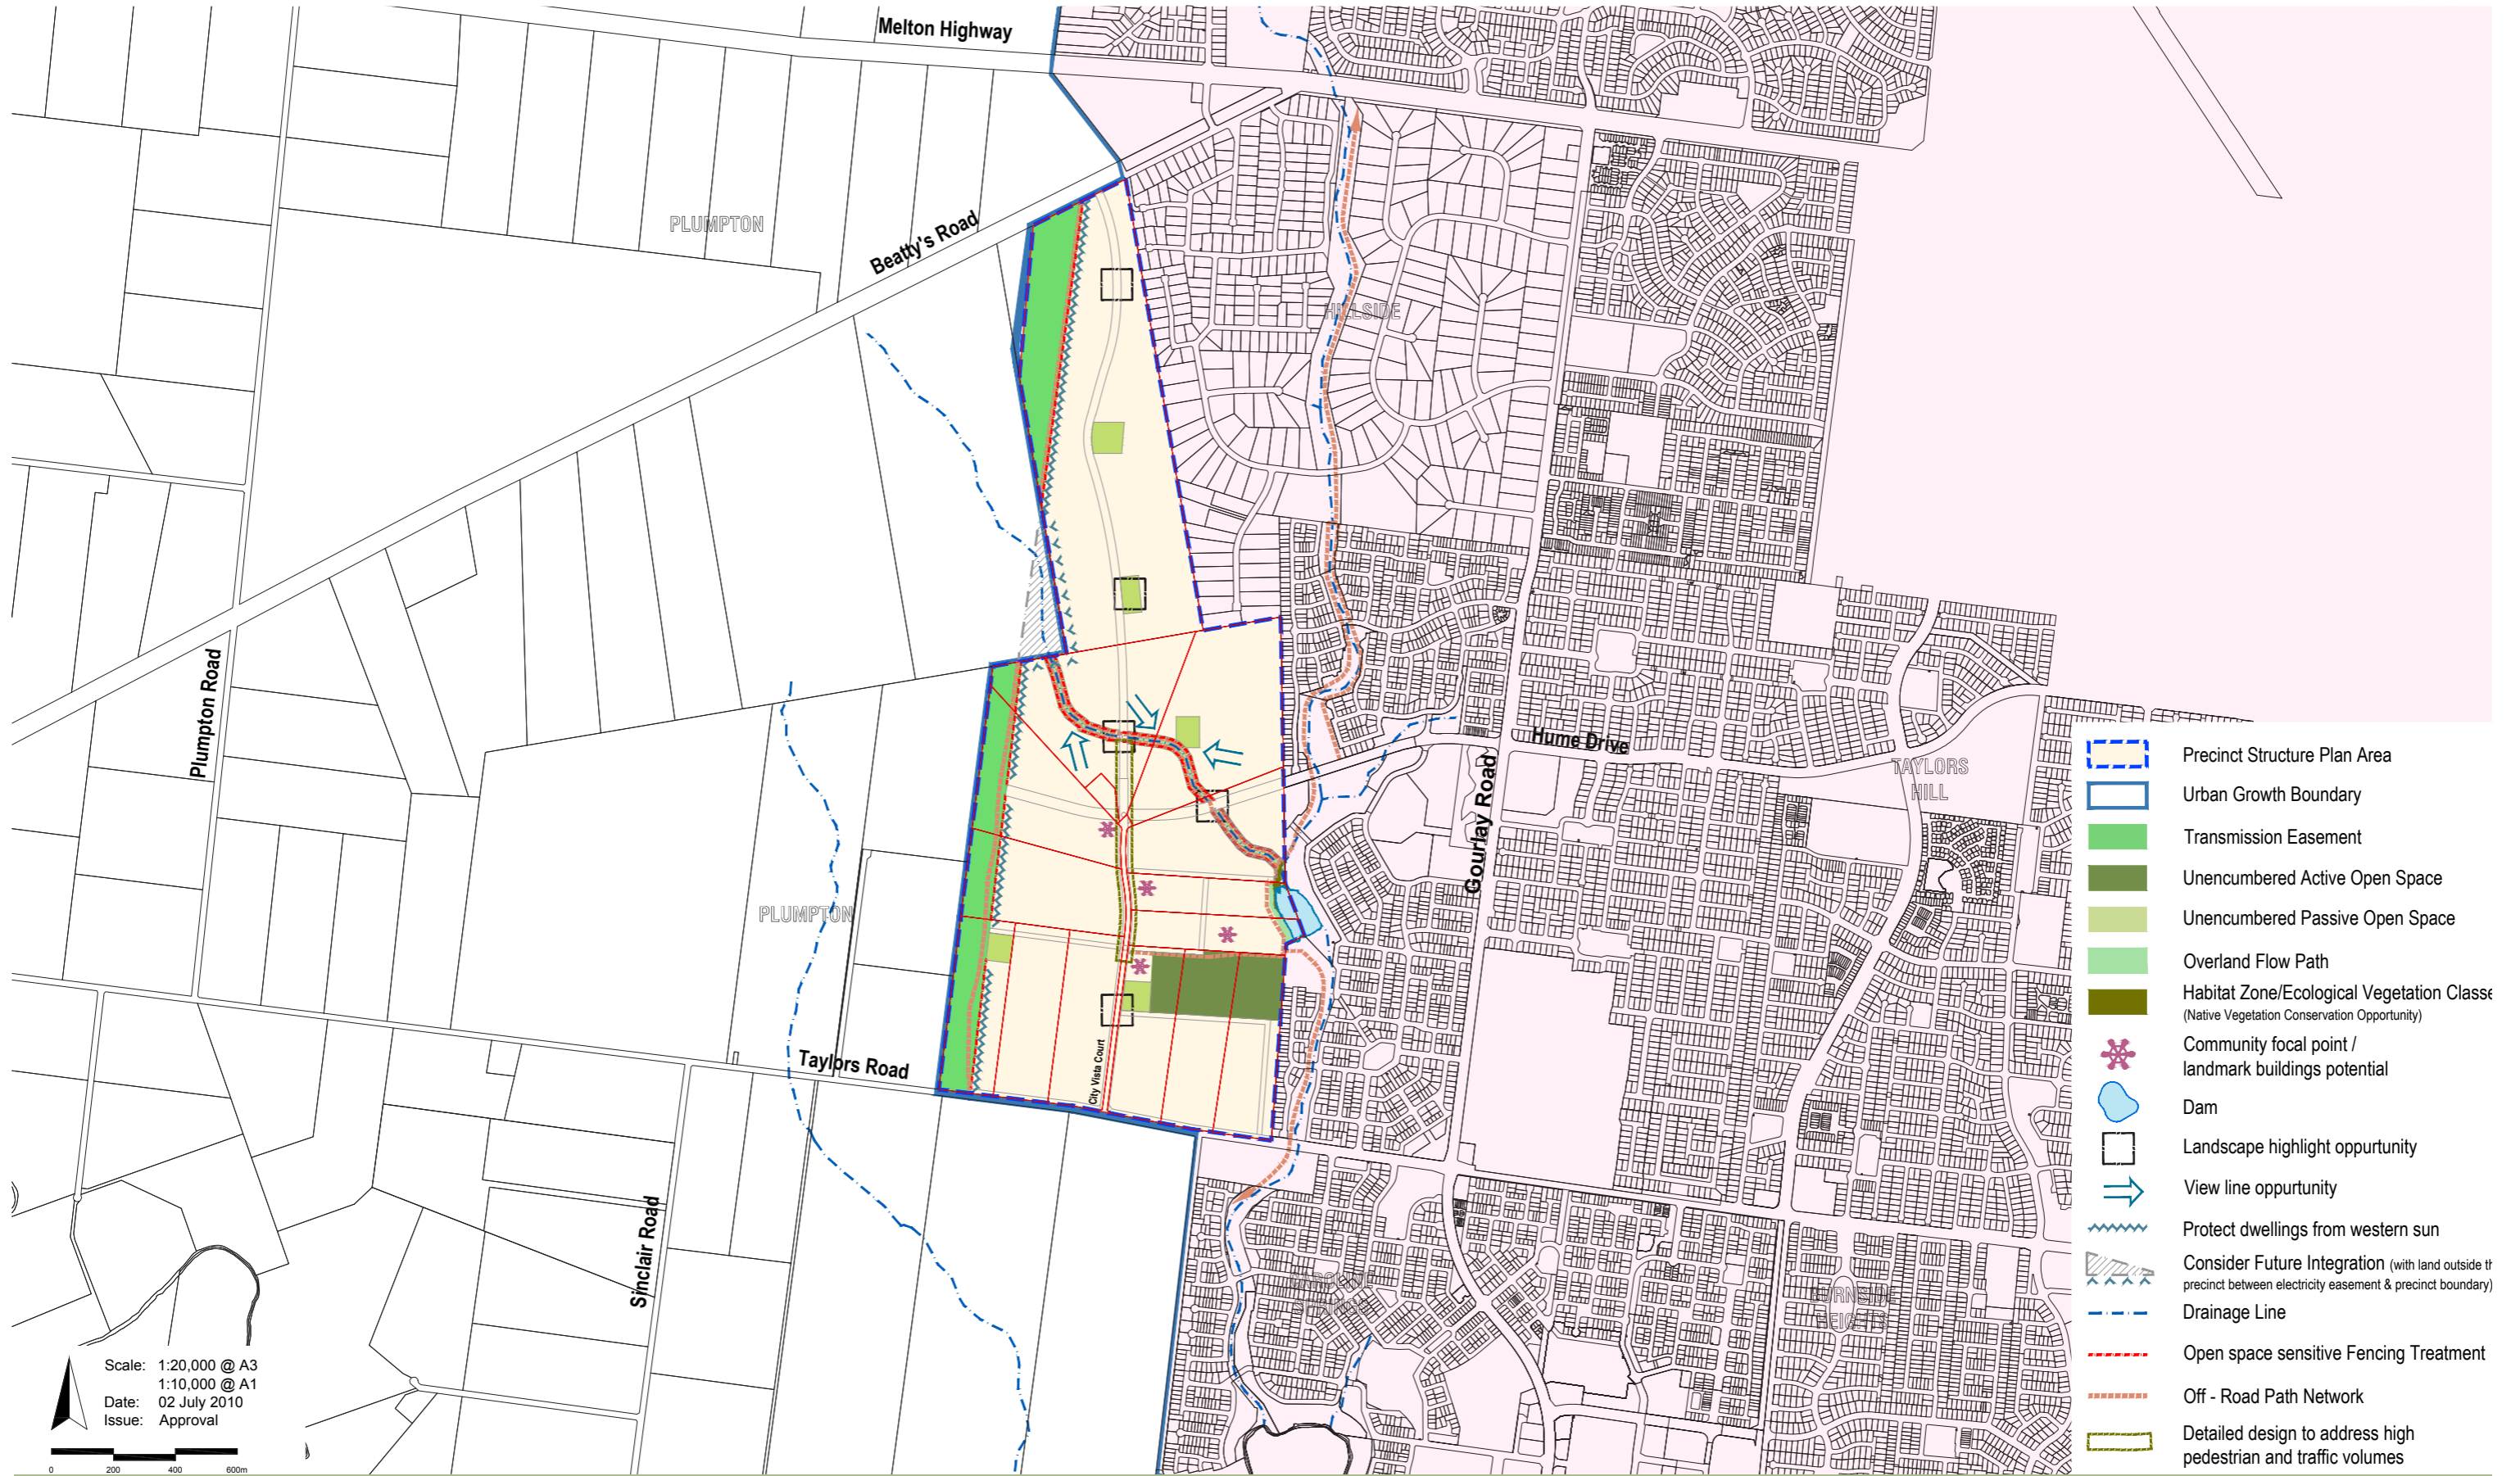 Melton Highway
PLUMPTON
Beatty's Road
HILLSIDE
Plumpton Road
Hume Drive
TAYLORS
HILL
Gourlay Road
PLUMPTON
Taylors Road
City Vista Court
Sinclair Road
CAROLINE
SPRINGS
BURNSIDE
HEIGHTS
Precinct Structure Plan Area
Urban Growth Boundary
Transmission Easement
Unencumbered Active Open Space
Unencumbered Passive Open Space
Overland Flow Path
Habitat Zone/Ecological Vegetation Classe
(Native Vegetation Conservation Opportunity)
Community focal point /
landmark buildings potential
Dam
Landscape highlight oppurtunity
View line oppurtunity
Protect dwellings from western sun
Consider Future Integration (with land outside th
precinct between electricity easement & precinct boundary)
Drainage Line
Open space sensitive Fencing Treatment
Off - Road Path Network
Detailed design to address high
pedestrian and traffic volumes
Scale: 1:20,000 @ A3
1:10,000 @ A1
Date: 02 July 2010
Issue: Approval
0 200 400 600m